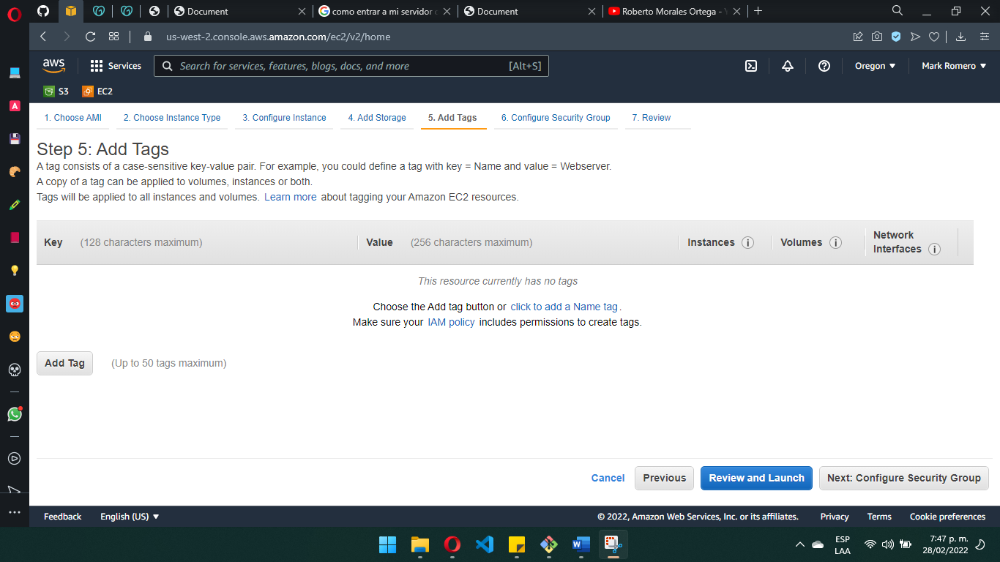 Document
como entrar a mi servidor
Document
Roberto Morales Ortega -
us-west-2.console.aws.amazon.com/ec2/v2/home
aws
Services
Search for services, features, blogs, docs, and more
[Alt+S]
Oregon
Mark Romero
S3
EC2
1. Choose AMI
2. Choose Instance Type
3. Configure Instance
4. Add Storage
5. Add Tags
6. Configure Security Group
7. Review
Step 5: Add Tags
A tag consists of a case-sensitive key-value pair. For example, you could define a tag with key = Name and value = Webserver.
A copy of a tag can be applied to volumes, instances or both.
Tags will be applied to all instances and volumes. Learn more about tagging your Amazon EC2 resources.
Key (128 characters maximum)
Value (256 characters maximum)
Instances
Volumes
Network
Interfaces
This resource currently has no tags
Choose the Add tag button or click to add a Name tag.
Make sure your IAM policy includes permissions to create tags.
Add Tag
(Up to 50 tags maximum)
Cancel
Previous
Review and Launch
Next: Configure Security Group
Feedback
English (US)
© 2022, Amazon Web Services, Inc. or its affiliates.
Privacy
Terms
Cookie preferences
ESP
LAA
7:47 p. m.
28/02/2022